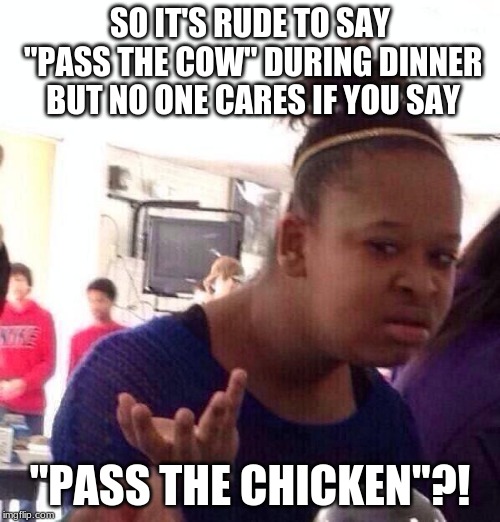 SO IT'S RUDE TO SAY
"PASS THE COW" DURING DINNER
BUT NO ONE CARES IF YOU SAY
"PASS THE CHICKEN"?!
imgflip.com